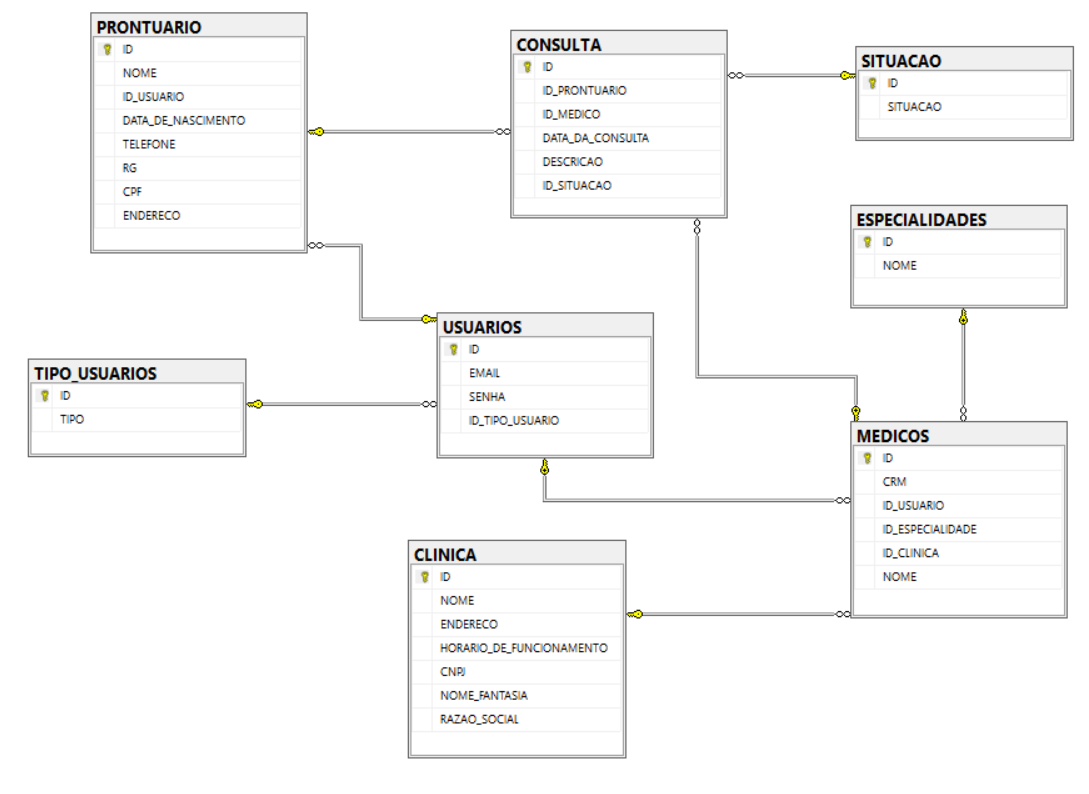 PRONTUARIO
ID
NOME
ID_USUARIO
DATA_DE_NASCIMENTO
TELEFONE
RG
CPF
ENDERECO
CONSULTA
ID
ID_PRONTUARIO
ID_MEDICO
DATA_DA_CONSULTA
DESCRICAO
ID_SITUACAO
SITUACAO
ID
SITUACAO
ESPECIALIDADES
ID
NOME
USUARIOS
ID
EMAIL
SENHA
ID_TIPO_USUARIO
TIPO_USUARIOS
ID
TIPO
MEDICOS
ID
CRM
ID_USUARIO
ID_ESPECIALIDADE
ID_CLINICA
NOME
CLINICA
ID
NOME
ENDERECO
HORARIO_DE_FUNCIONAMENTO
CNPJ
NOME_FANTASIA
RAZAO_SOCIAL